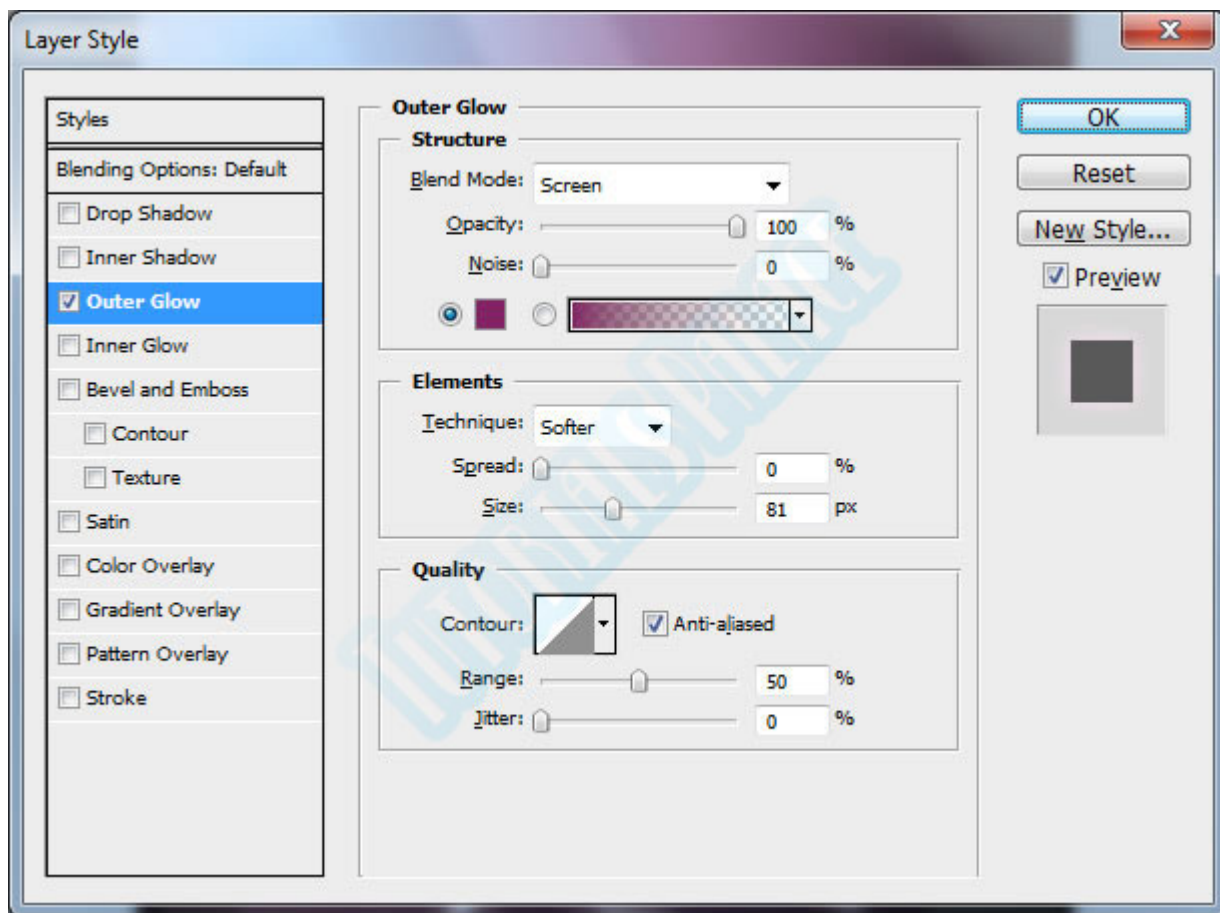 Layer Style
Styles
Blending Options: Default
Drop Shadow
Inner Shadow
Outer Glow
Inner Glow
Bevel and Emboss
Contour
Texture
Satin
Color Overlay
Gradient Overlay
Pattern Overlay
Stroke
Outer Glow
Structure
Blend Mode: Screen
Opacity: 100 %
Noise: 0 %
Elements
Technique: Softer
Spread: 0 %
Size: 81 px
Quality
Contour: Anti-aliased
Range: 50 %
Jitter: 0 %
OK
Reset
New Style...
Preview
TutorialsPalace